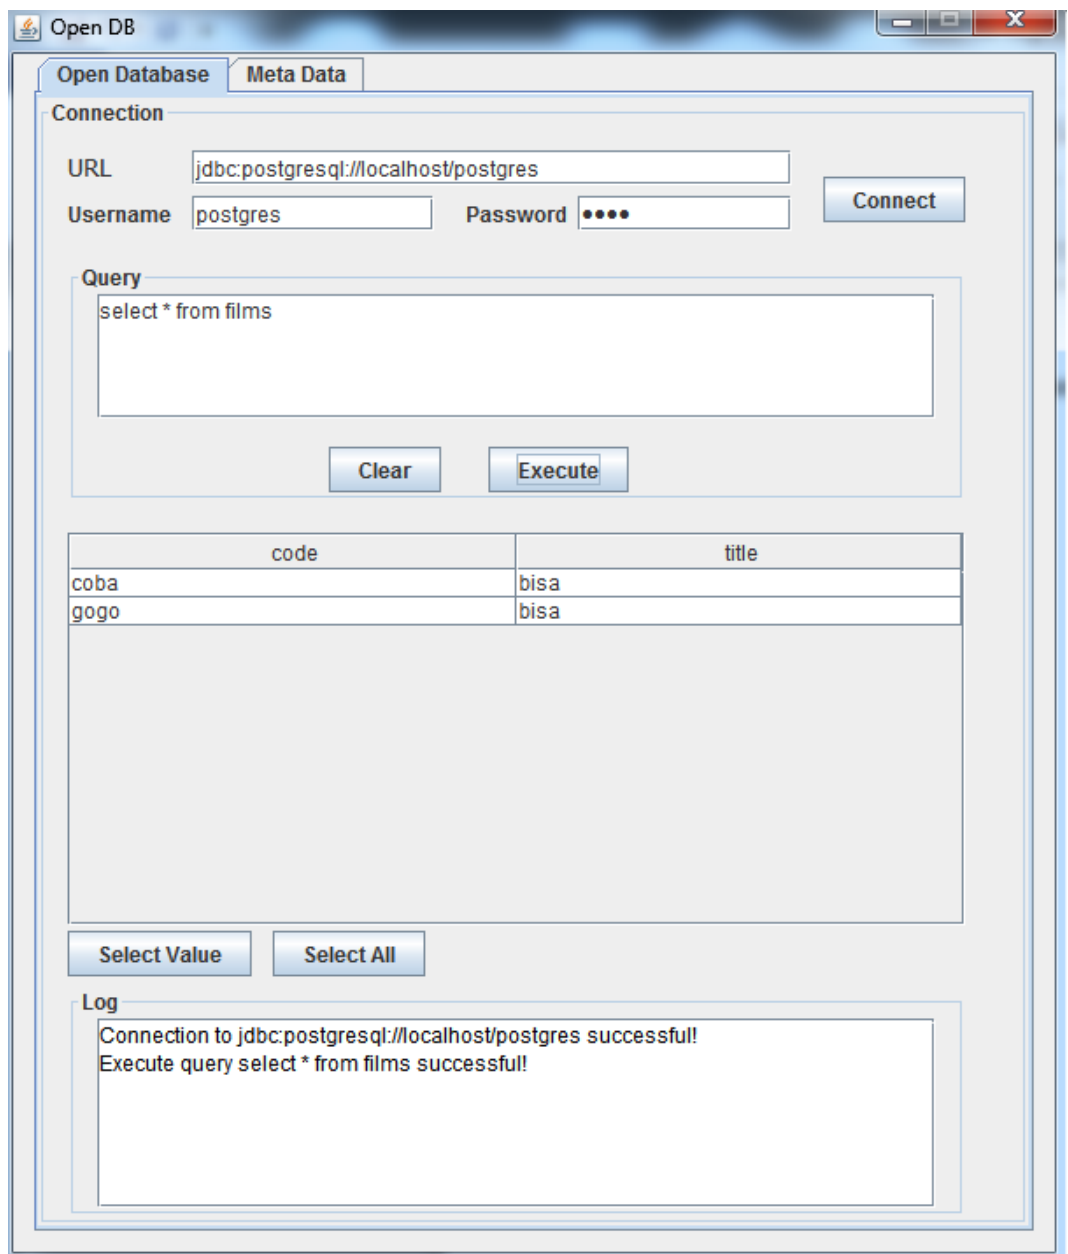 Open DB
Open Database Meta Data
Connection
URL jdbc:postgresql://localhost/postgres
Connect
Username postgres Password ••••
Query
select * from films
Clear Execute
code title
coba bisa
gogo bisa
Select Value Select All
Log
Connection to jdbc:postgresql://localhost/postgres successful!
Execute query select * from films successful!